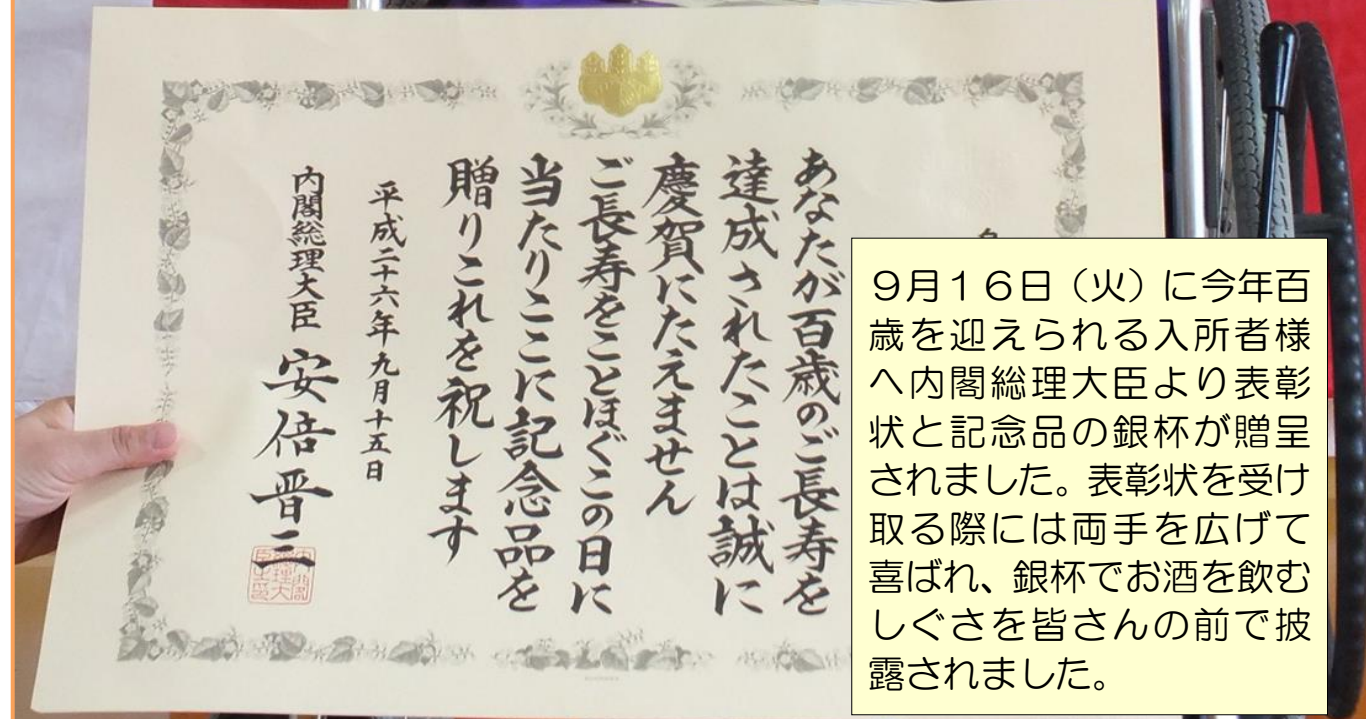 あなたが百歳のご長寿を
達成されたことは誠に
慶賀にたえません
ご長寿をことほぐこの日に
当たりここに記念品を
贈りこれを祝します
平成二十六年九月十五日
内閣総理大臣 安倍晋三
９月１６日（火）に今年百
歳を迎えられる入所者様
へ内閣総理大臣より表彰
状と記念品の銀杯が贈呈
されました。表彰状を受け
取る際には両手を広げて
喜ばれ、銀杯でお酒を飲む
しぐさを皆さんの前で披
露されました。